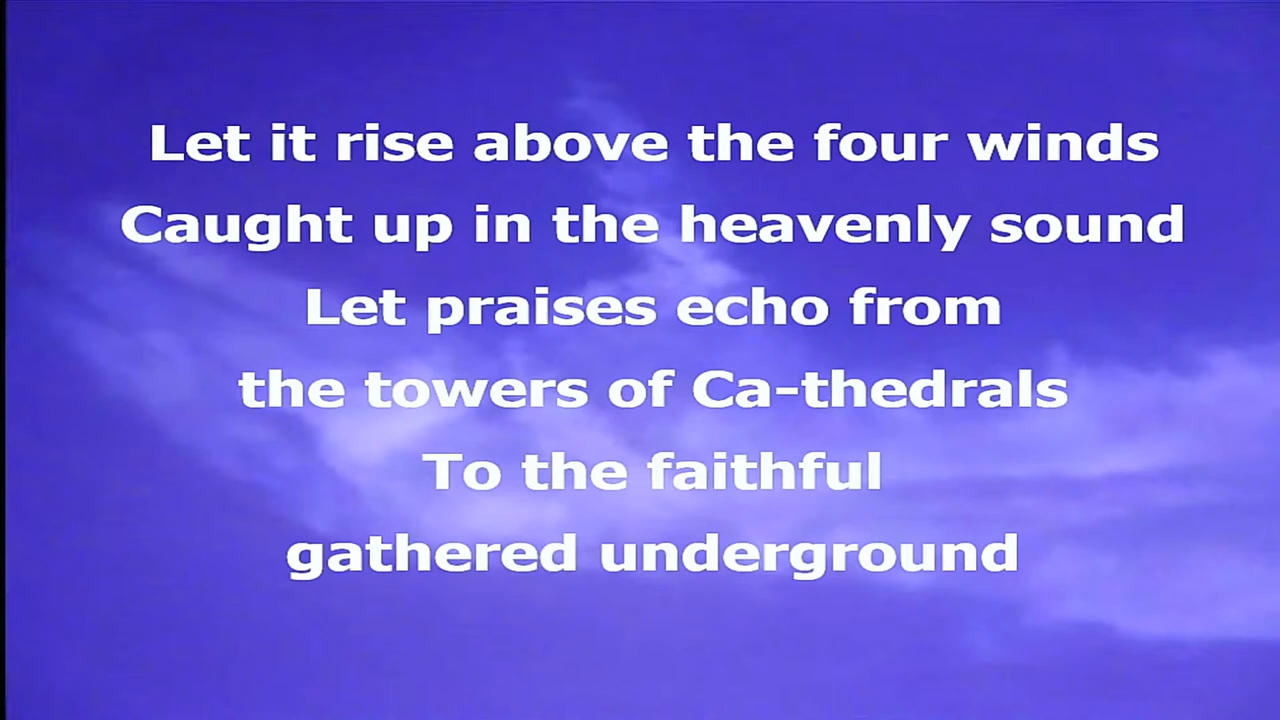 Let it rise above the four winds
Caught up in the heavenly sound
Let praises echo from
the towers of Ca-thedrals
To the faithful
gathered underground